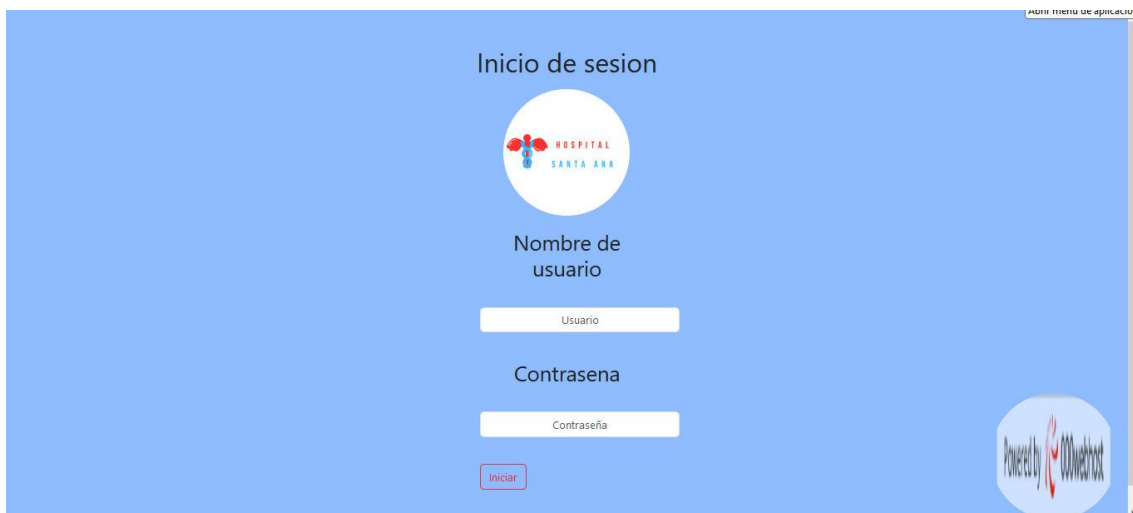 Abrir menú de aplicacio
Inicio de sesion
HOSPITAL
SANTA ANA
Nombre de
usuario
Usuario
Contrasena
Contraseña
Iniciar
Powered by 000webhost